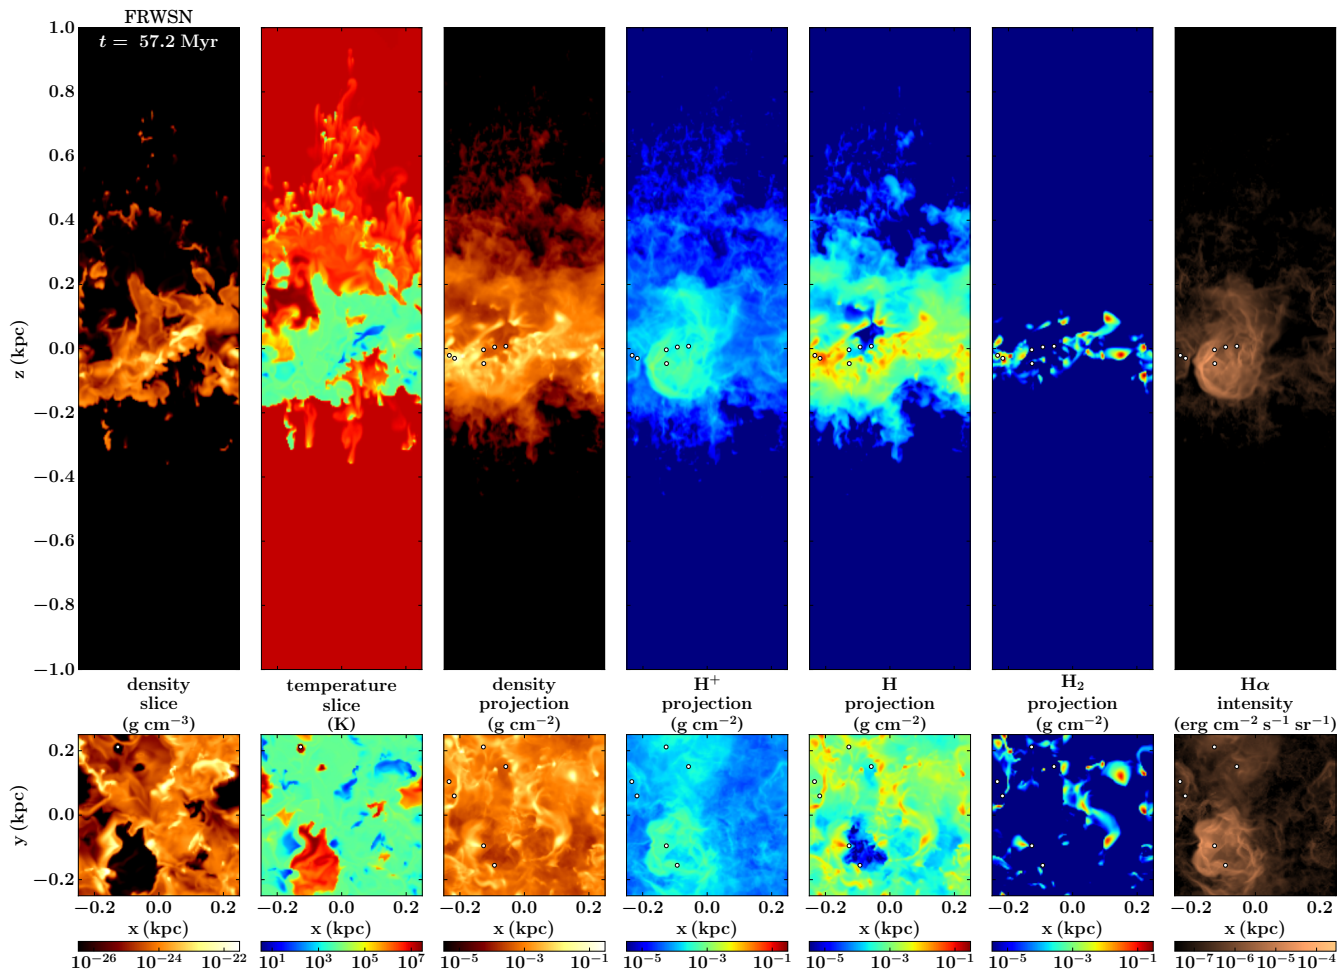 FRWSN
t = 57.2 Myr
1.0
0.8
0.6
0.4
0.2
0.0
−0.2
−0.4
−0.6
−0.8
−1.0
z (kpc)
density slice (g cm⁻³)
temperature slice (K)
density projection (g cm⁻²)
H⁺ projection (g cm⁻²)
H projection (g cm⁻²)
H₂ projection (g cm⁻²)
Hα intensity (erg cm⁻² s⁻¹ sr⁻¹)
0.2
0.0
−0.2
y (kpc)
−0.2 0.0 0.2 −0.2 0.0 0.2 −0.2 0.0 0.2 −0.2 0.0 0.2 −0.2 0.0 0.2 −0.2 0.0 0.2 −0.2 0.0 0.2
x (kpc) x (kpc) x (kpc) x (kpc) x (kpc) x (kpc) x (kpc)
10⁻²⁶ 10⁻²⁴ 10⁻²² 10¹ 10³ 10⁵ 10⁷ 10⁻⁵ 10⁻³ 10⁻¹ 10⁻⁵ 10⁻³ 10⁻¹ 10⁻⁵ 10⁻³ 10⁻¹ 10⁻⁵ 10⁻³ 10⁻¹ 10⁻⁷ 10⁻⁶ 10⁻⁵ 10⁻⁴